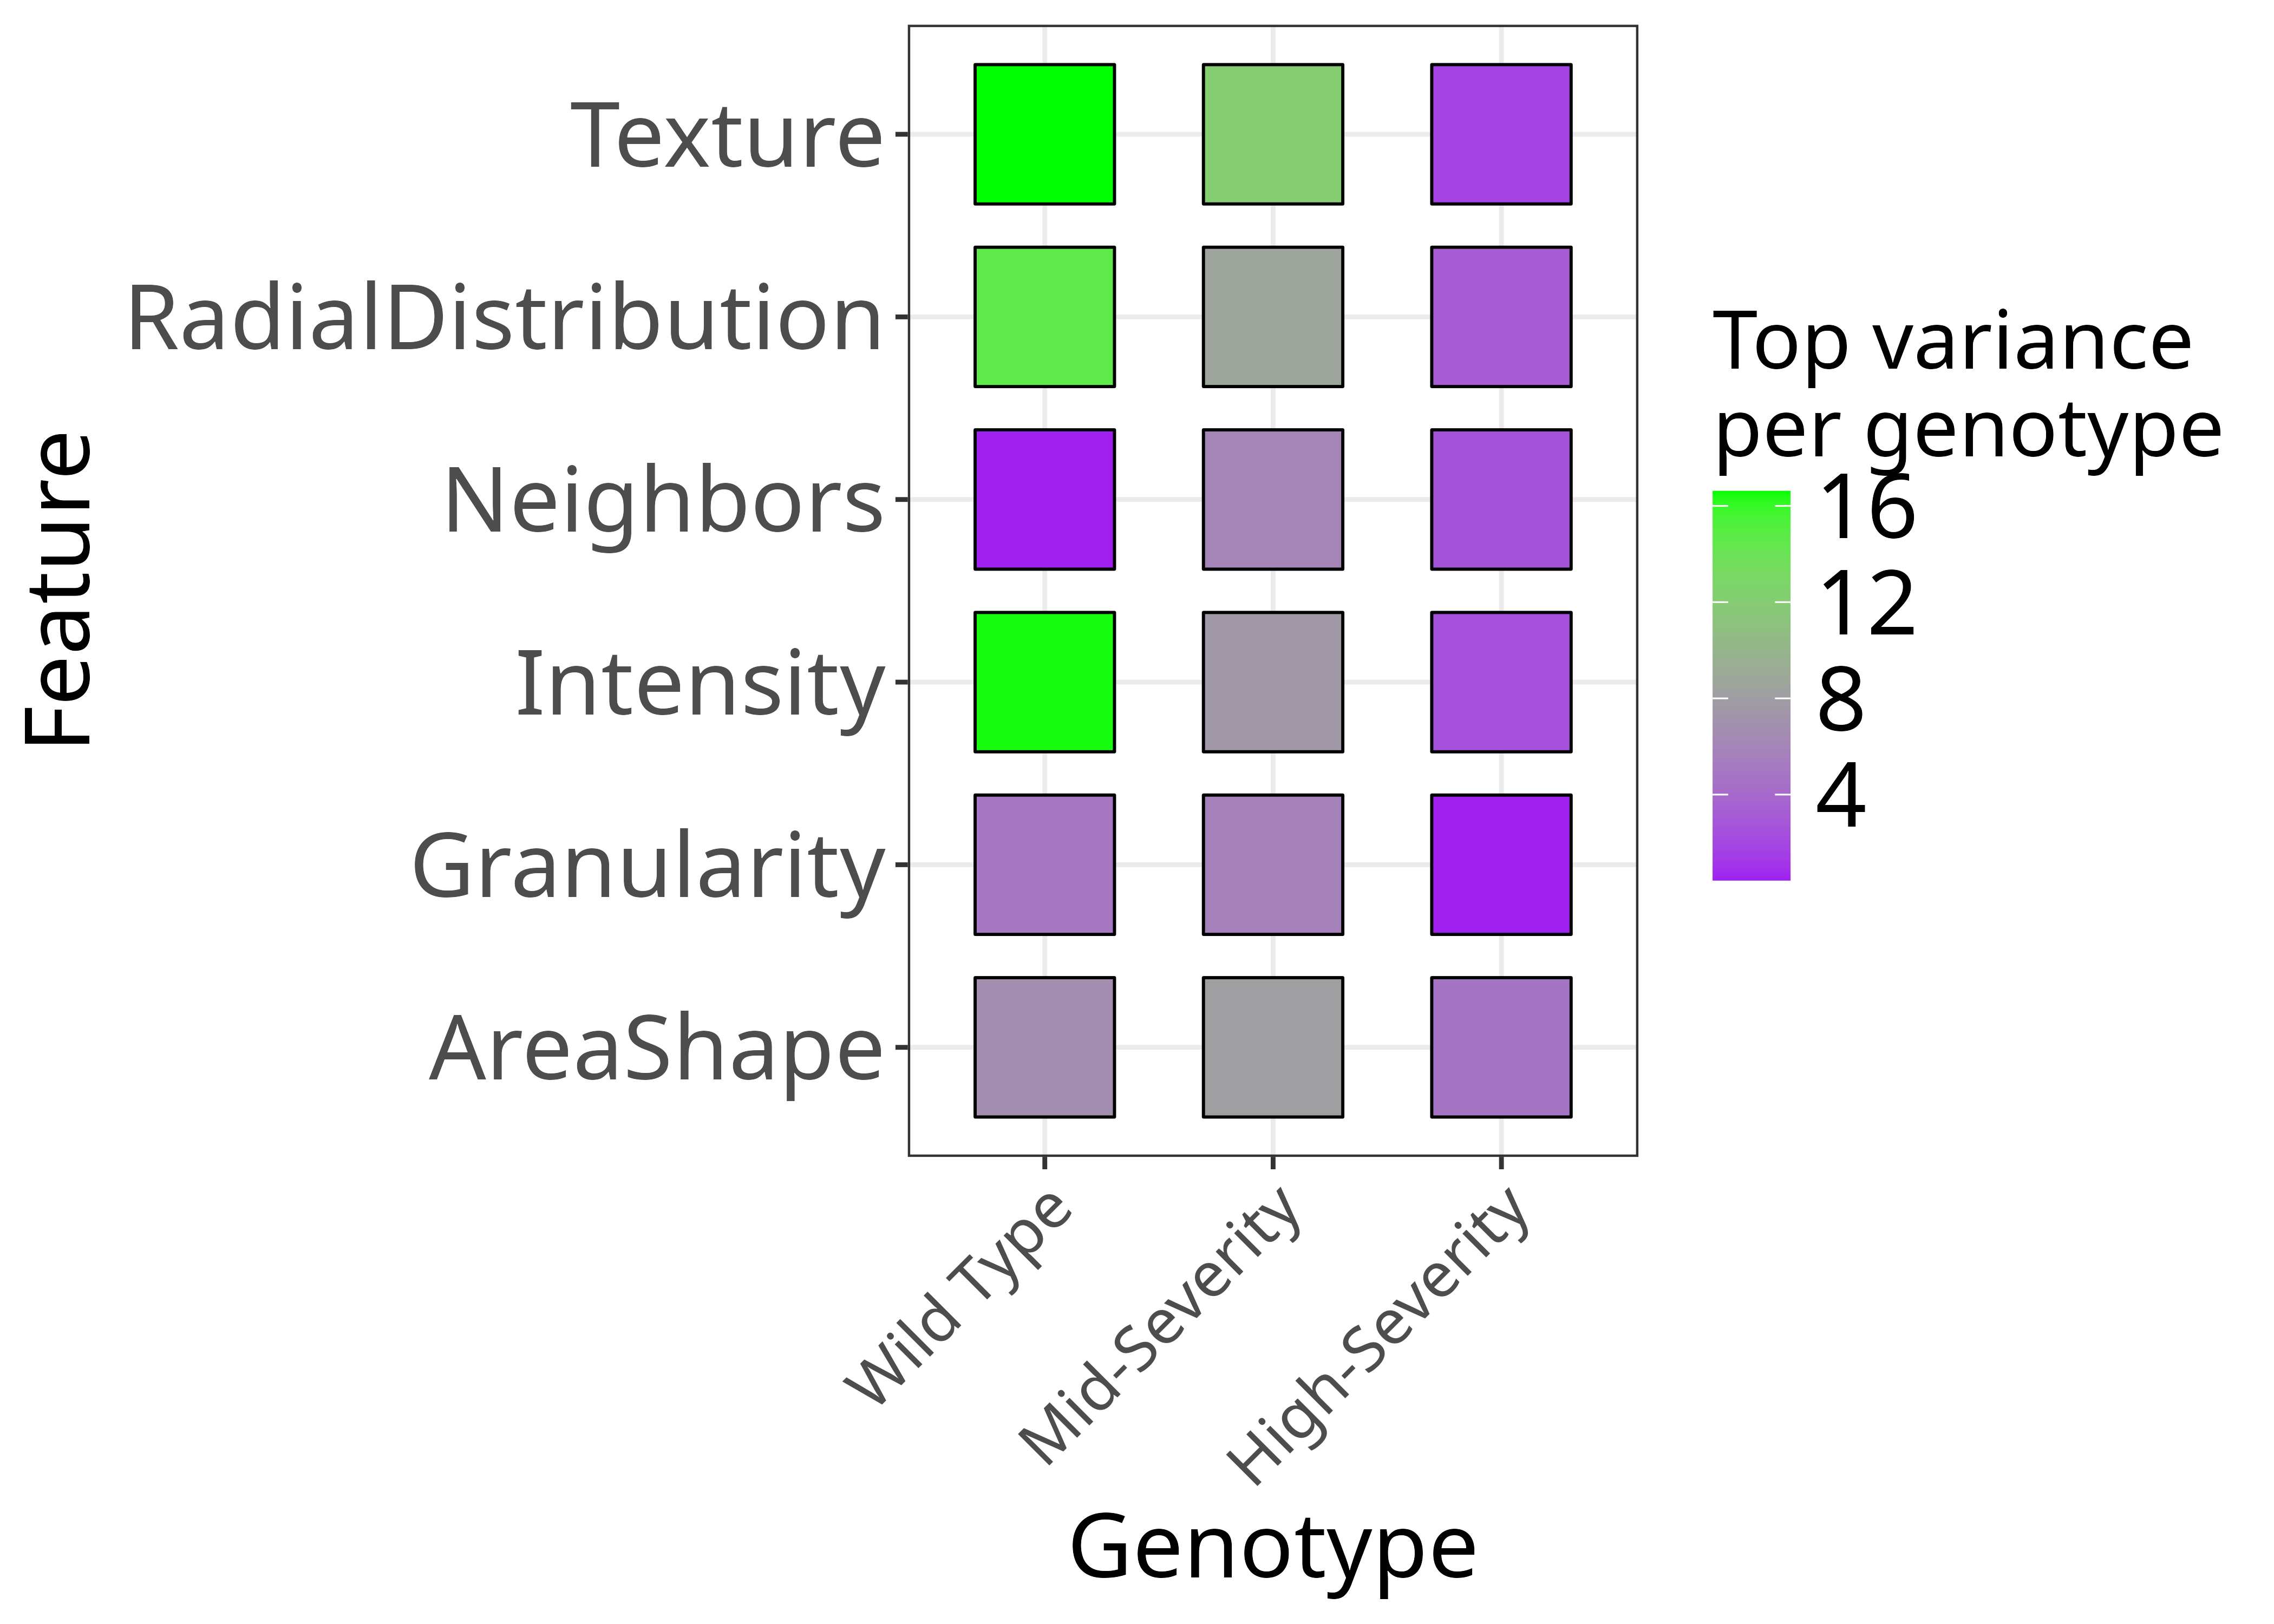 Feature
Texture
RadialDistribution
Neighbors
Intensity
Granularity
AreaShape
Wild Type
Mid-Severity
High-Severity
Genotype
Top variance
per genotype
16
12
8
4